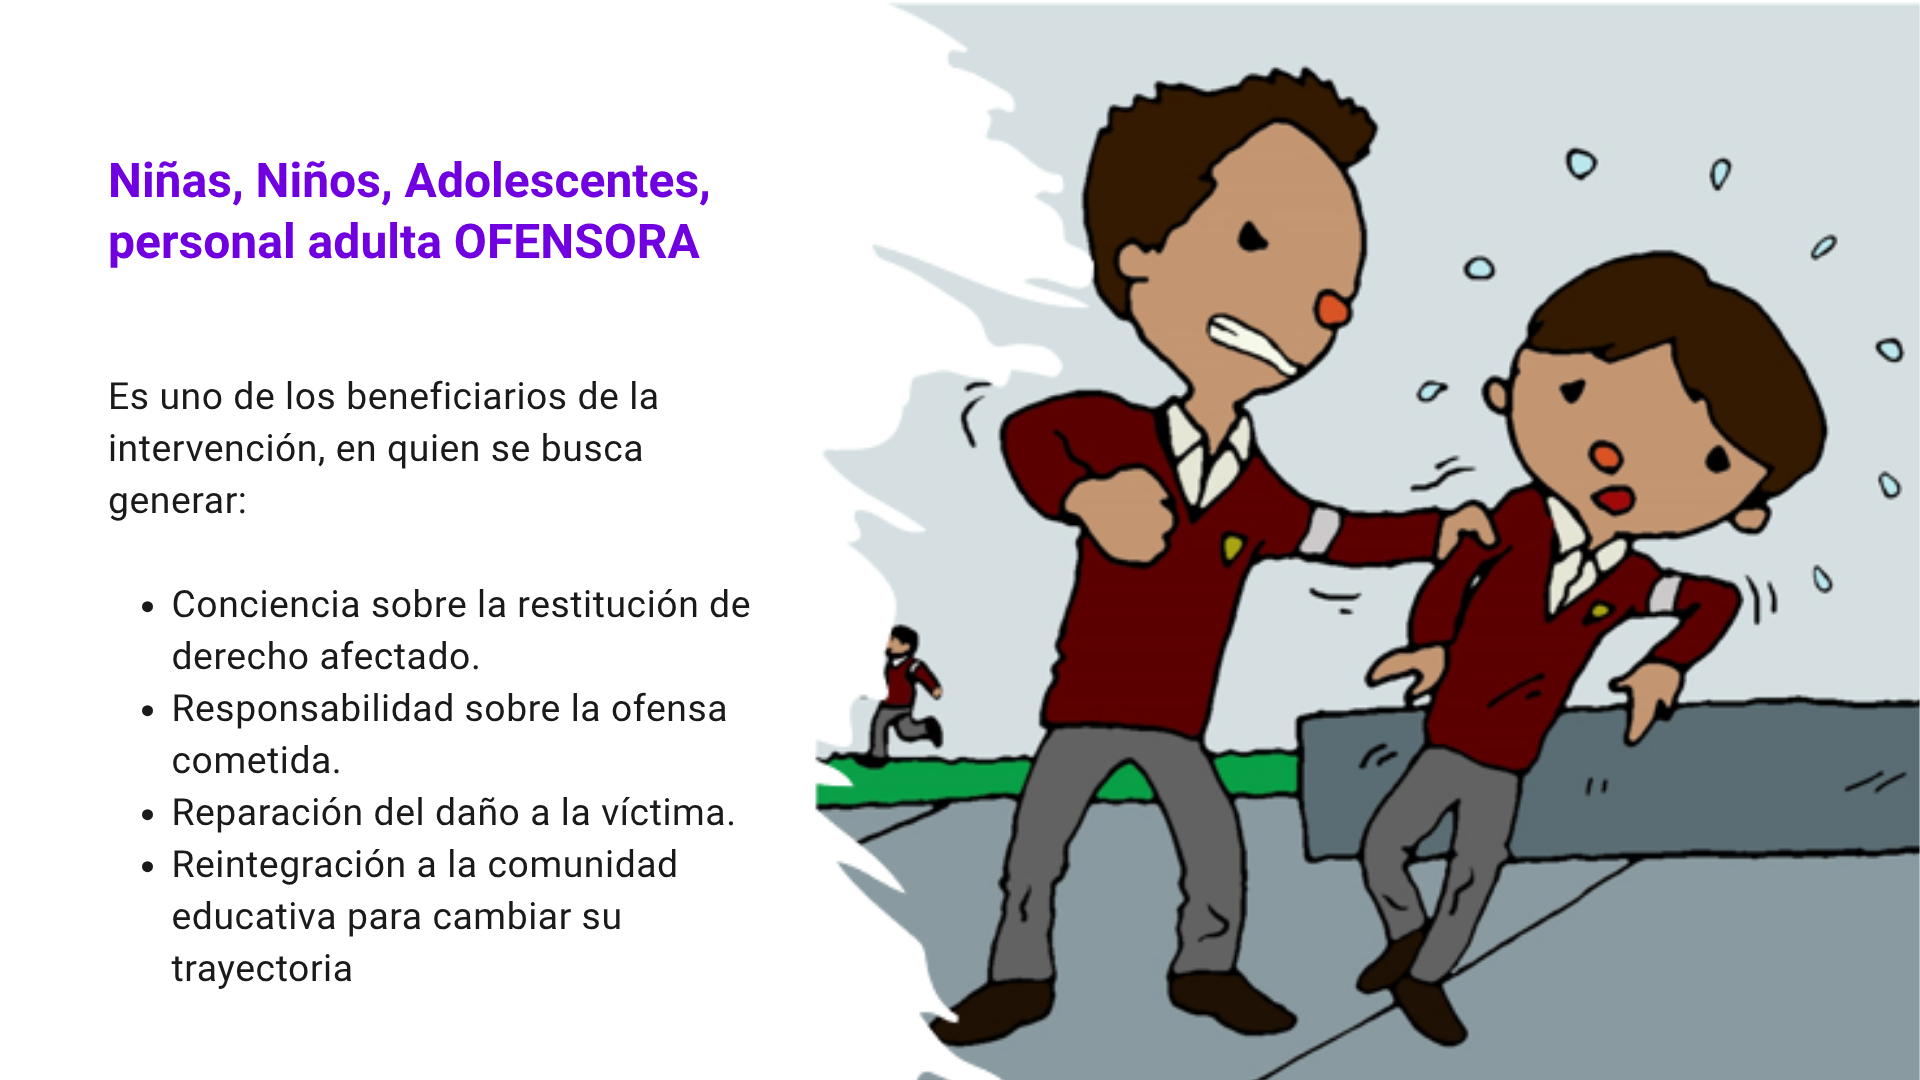 Niñas, Niños, Adolescentes,
personal adulta OFENSORA
Es uno de los beneficiarios de la
intervención, en quien se busca
generar:
• Conciencia sobre la restitución de
derecho afectado.
• Responsabilidad sobre la ofensa
cometida.
• Reparación del daño a la víctima.
• Reintegración a la comunidad
educativa para cambiar su
trayectoria